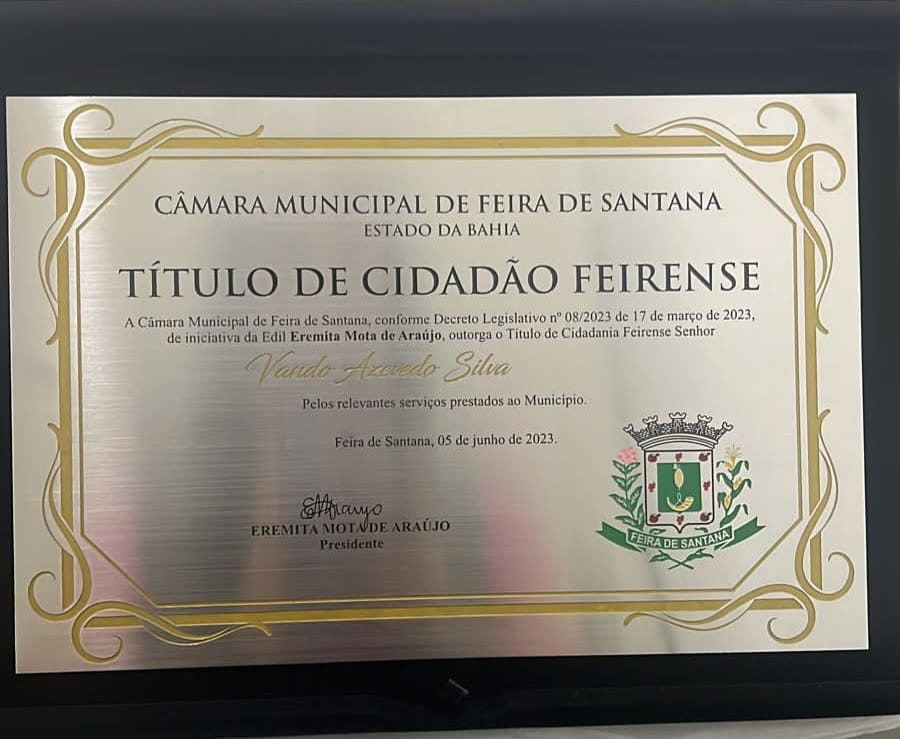 CÂMARA MUNICIPAL DE FEIRA DE SANTANA
ESTADO DA BAHIA
TÍTULO DE CIDADÃO FEIRENSE
A Câmara Municipal de Feira de Santana, conforme Decreto Legislativo nº 08/2023 de 17 de março de 2023,
de iniciativa da Edil Eremita Mota de Araújo, outorga o Título de Cidadania Feirense Senhor
Vando Azevedo Silva
Pelos relevantes serviços prestados ao Município.
Feira de Santana, 05 de junho de 2023.
EMAraujo
EREMITA MOTA DE ARAÚJO
Presidente
FEIRA DE SANTANA